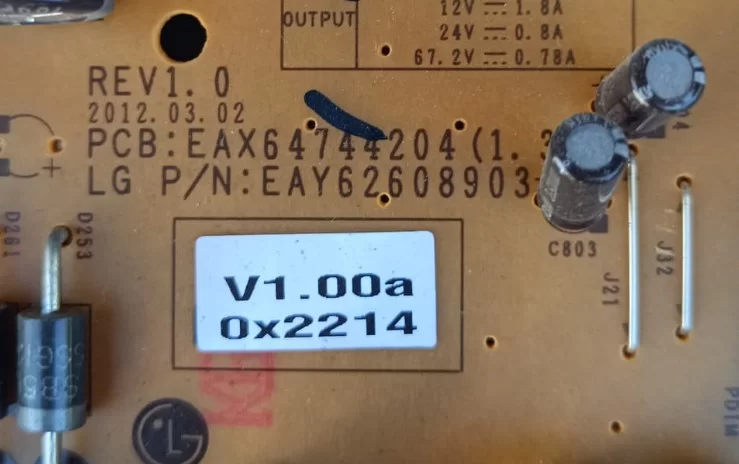 OUTPUT
12V ⎓ 1.8A
24V ⎓ 0.8A
67.2V ⎓ 0.78A
REV1.0
2012.03.02
PCB:EAX64744204(1.3
LG P/N:EAY62608903
D261
D253
C803
J21
J32
V1.00a
0x2214
LG